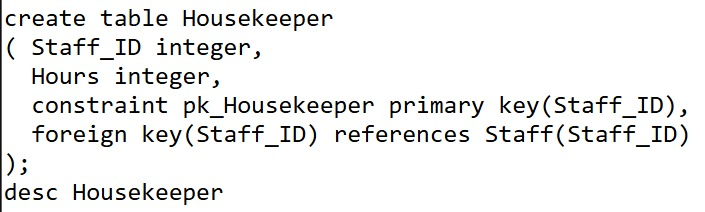 create table Housekeeper
( Staff_ID integer,
  Hours integer,
  constraint pk_Housekeeper primary key(Staff_ID),
  foreign key(Staff_ID) references Staff(Staff_ID)
);
desc Housekeeper